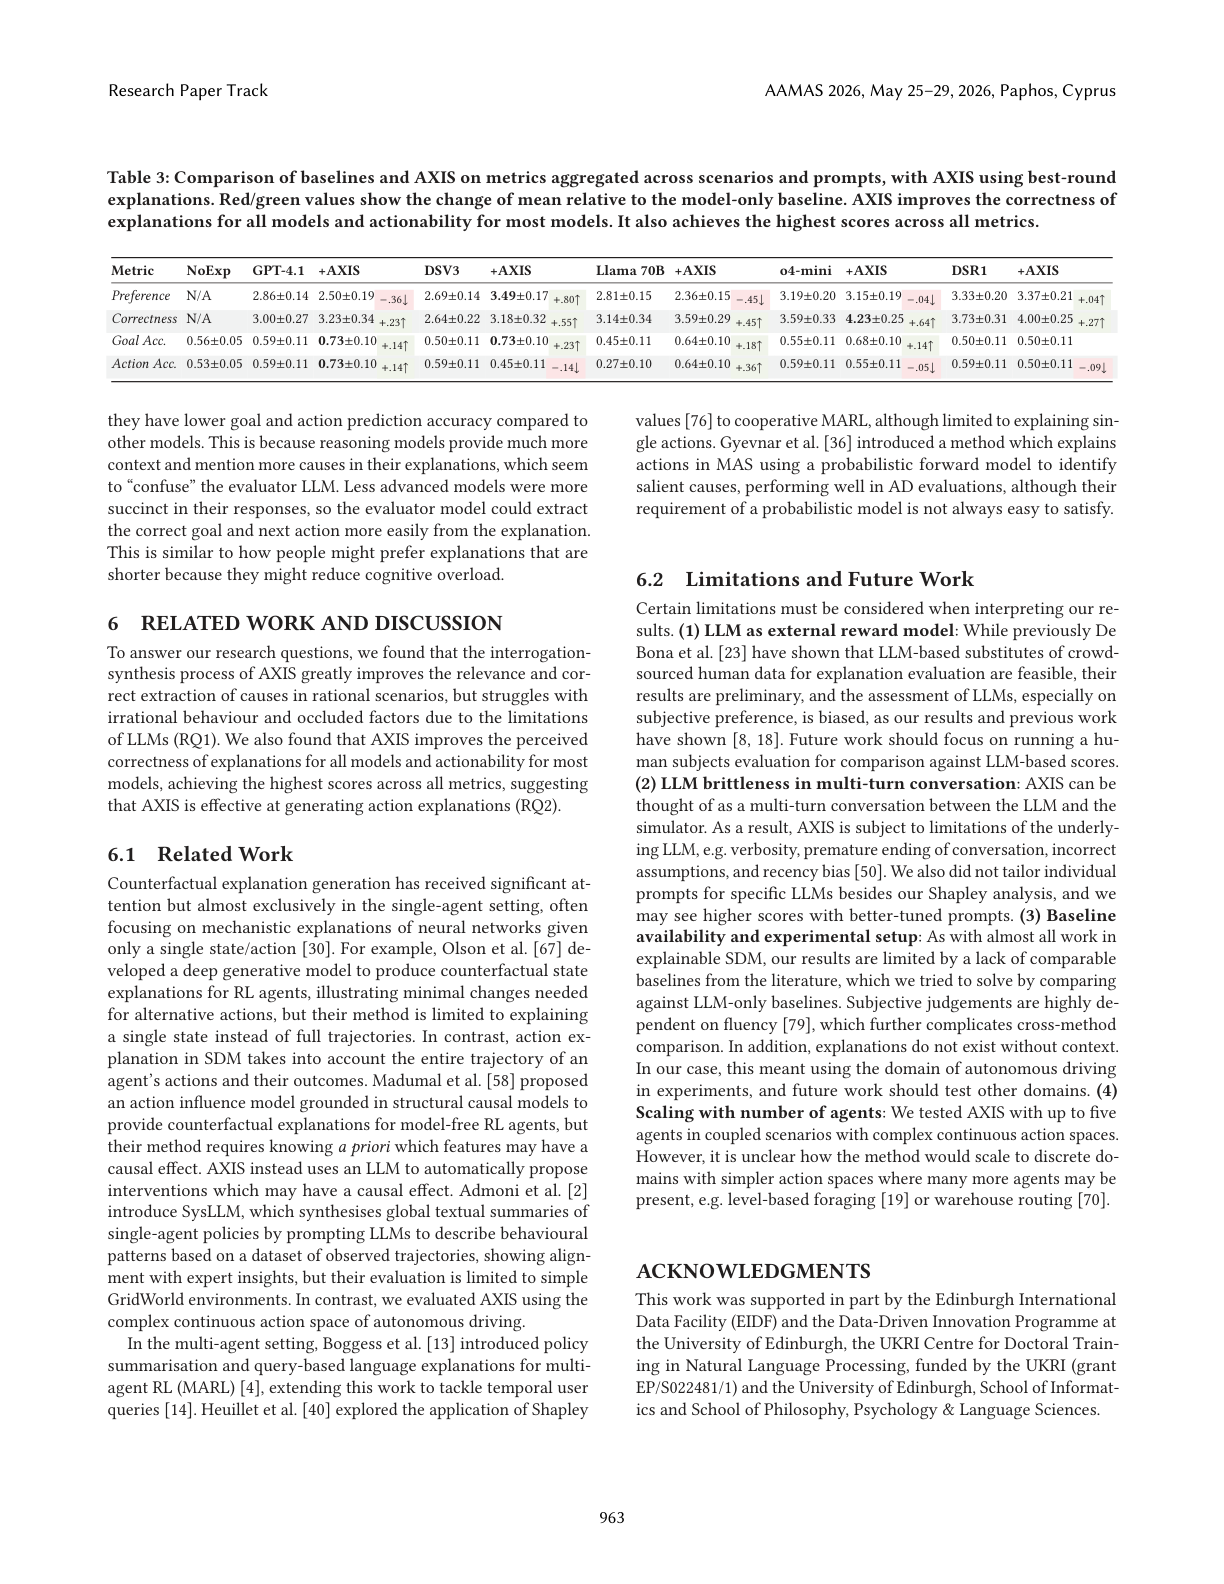 Research Paper Track
AAMAS 2026, May 25–29, 2026, Paphos, Cyprus
Table 3: Comparison of baselines and AXIS on metrics aggregated across scenarios and prompts, with AXIS using best-round
explanations. Red/green values show the change of mean relative to the model-only baseline. AXIS improves the correctness of
explanations for all models and actionability for most models. It also achieves the highest scores across all metrics.
Metric NoExp GPT-4.1 +AXIS DSV3 +AXIS Llama 70B +AXIS o4-mini +AXIS DSR1 +AXIS
Preference N/A 2.86±0.14 2.50±0.19 −.36↓ 2.69±0.14 3.49±0.17 +.80↑ 2.81±0.15 2.36±0.15 −.45↓ 3.19±0.20 3.15±0.19 −.04↓ 3.33±0.20 3.37±0.21 +.04↑
Correctness N/A 3.00±0.27 3.23±0.34 +.23↑ 2.64±0.22 3.18±0.32 +.55↑ 3.14±0.34 3.59±0.29 +.45↑ 3.59±0.33 4.23±0.25 +.64↑ 3.73±0.31 4.00±0.25 +.27↑
Goal Acc. 0.56±0.05 0.59±0.11 0.73±0.10 +.14↑ 0.50±0.11 0.73±0.10 +.23↑ 0.45±0.11 0.64±0.10 +.18↑ 0.55±0.11 0.68±0.10 +.14↑ 0.50±0.11 0.50±0.11
Action Acc. 0.53±0.05 0.59±0.11 0.73±0.10 +.14↑ 0.59±0.11 0.45±0.11 −.14↓ 0.27±0.10 0.64±0.10 +.36↑ 0.59±0.11 0.55±0.11 −.05↓ 0.59±0.11 0.50±0.11 −.09↓
they have lower goal and action prediction accuracy compared to
other models. This is because reasoning models provide much more
context and mention more causes in their explanations, which seem
to “confuse” the evaluator LLM. Less advanced models were more
succinct in their responses, so the evaluator model could extract
the correct goal and next action more easily from the explanation.
This is similar to how people might prefer explanations that are
shorter because they might reduce cognitive overload.
6 RELATED WORK AND DISCUSSION
To answer our research questions, we found that the interrogation-
synthesis process of AXIS greatly improves the relevance and cor-
rect extraction of causes in rational scenarios, but struggles with
irrational behaviour and occluded factors due to the limitations
of LLMs (RQ1). We also found that AXIS improves the perceived
correctness of explanations for all models and actionability for most
models, achieving the highest scores across all metrics, suggesting
that AXIS is effective at generating action explanations (RQ2).
6.1 Related Work
Counterfactual explanation generation has received significant at-
tention but almost exclusively in the single-agent setting, often
focusing on mechanistic explanations of neural networks given
only a single state/action [30]. For example, Olson et al. [67] de-
veloped a deep generative model to produce counterfactual state
explanations for RL agents, illustrating minimal changes needed
for alternative actions, but their method is limited to explaining
a single state instead of full trajectories. In contrast, action ex-
planation in SDM takes into account the entire trajectory of an
agent’s actions and their outcomes. Madumal et al. [58] proposed
an action influence model grounded in structural causal models to
provide counterfactual explanations for model-free RL agents, but
their method requires knowing a priori which features may have a
causal effect. AXIS instead uses an LLM to automatically propose
interventions which may have a causal effect. Admoni et al. [2]
introduce SysLLM, which synthesises global textual summaries of
single-agent policies by prompting LLMs to describe behavioural
patterns based on a dataset of observed trajectories, showing align-
ment with expert insights, but their evaluation is limited to simple
GridWorld environments. In contrast, we evaluated AXIS using the
complex continuous action space of autonomous driving.
In the multi-agent setting, Boggess et al. [13] introduced policy
summarisation and query-based language explanations for multi-
agent RL (MARL) [4], extending this work to tackle temporal user
queries [14]. Heuillet et al. [40] explored the application of Shapley
values [76] to cooperative MARL, although limited to explaining sin-
gle actions. Gyevnar et al. [36] introduced a method which explains
actions in MAS using a probabilistic forward model to identify
salient causes, performing well in AD evaluations, although their
requirement of a probabilistic model is not always easy to satisfy.
6.2 Limitations and Future Work
Certain limitations must be considered when interpreting our re-
sults. (1) LLM as external reward model: While previously De
Bona et al. [23] have shown that LLM-based substitutes of crowd-
sourced human data for explanation evaluation are feasible, their
results are preliminary, and the assessment of LLMs, especially on
subjective preference, is biased, as our results and previous work
have shown [8, 18]. Future work should focus on running a hu-
man subjects evaluation for comparison against LLM-based scores.
(2) LLM brittleness in multi-turn conversation: AXIS can be
thought of as a multi-turn conversation between the LLM and the
simulator. As a result, AXIS is subject to limitations of the underly-
ing LLM, e.g. verbosity, premature ending of conversation, incorrect
assumptions, and recency bias [50]. We also did not tailor individual
prompts for specific LLMs besides our Shapley analysis, and we
may see higher scores with better-tuned prompts. (3) Baseline
availability and experimental setup: As with almost all work in
explainable SDM, our results are limited by a lack of comparable
baselines from the literature, which we tried to solve by comparing
against LLM-only baselines. Subjective judgements are highly de-
pendent on fluency [79], which further complicates cross-method
comparison. In addition, explanations do not exist without context.
In our case, this meant using the domain of autonomous driving
in experiments, and future work should test other domains. (4)
Scaling with number of agents: We tested AXIS with up to five
agents in coupled scenarios with complex continuous action spaces.
However, it is unclear how the method would scale to discrete do-
mains with simpler action spaces where many more agents may be
present, e.g. level-based foraging [19] or warehouse routing [70].
ACKNOWLEDGMENTS
This work was supported in part by the Edinburgh International
Data Facility (EIDF) and the Data-Driven Innovation Programme at
the University of Edinburgh, the UKRI Centre for Doctoral Train-
ing in Natural Language Processing, funded by the UKRI (grant
EP/S022481/1) and the University of Edinburgh, School of Informat-
ics and School of Philosophy, Psychology & Language Sciences.
963